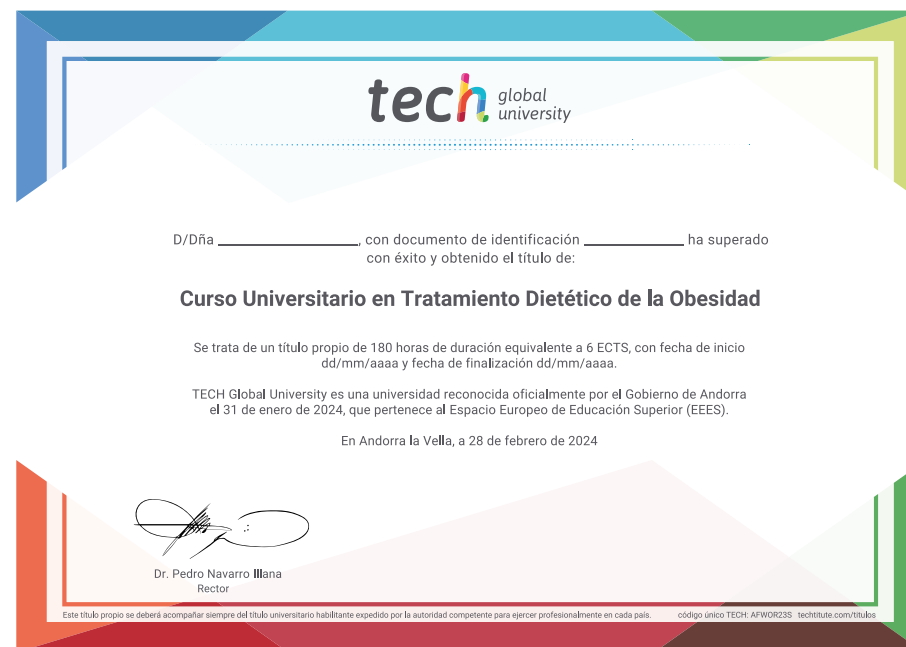 tech global university
D/Dña ____________, con documento de identificación ____________ ha superado
con éxito y obtenido el título de:
Curso Universitario en Tratamiento Dietético de la Obesidad
Se trata de un título propio de 180 horas de duración equivalente a 6 ECTS, con fecha de inicio
dd/mm/aaaa y fecha de finalización dd/mm/aaaa.
TECH Global University es una universidad reconocida oficialmente por el Gobierno de Andorra
el 31 de enero de 2024, que pertenece al Espacio Europeo de Educación Superior (EEES).
En Andorra la Vella, a 28 de febrero de 2024
Dr. Pedro Navarro Illana
Rector
Este título propio se deberá acompañar siempre del título universitario habilitante expedido por la autoridad competente para ejercer profesionalmente en cada país. código único TECH: AFWOR23S techtitute.com/titulos